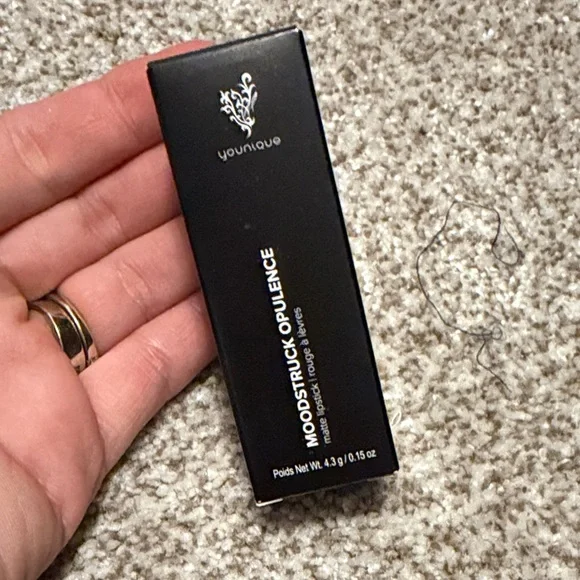 younique
MOODSTRUCK OPULENCE
matte lipstick | rouge à lèvres
Poids Net Wt. 4.3 g / 0.15 oz